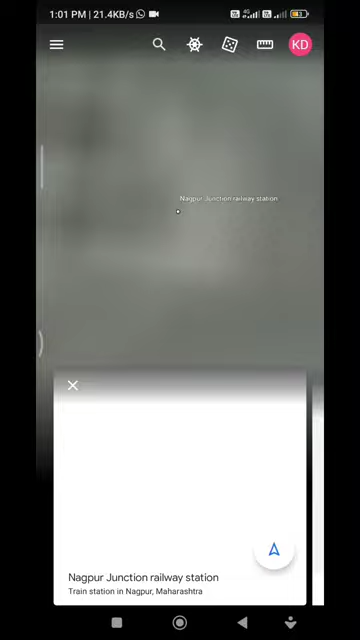 1:01 PM | 21.4KB/s
KD
Nagpur Junction railway station
Nagpur Junction railway station
Train station in Nagpur, Maharashtra